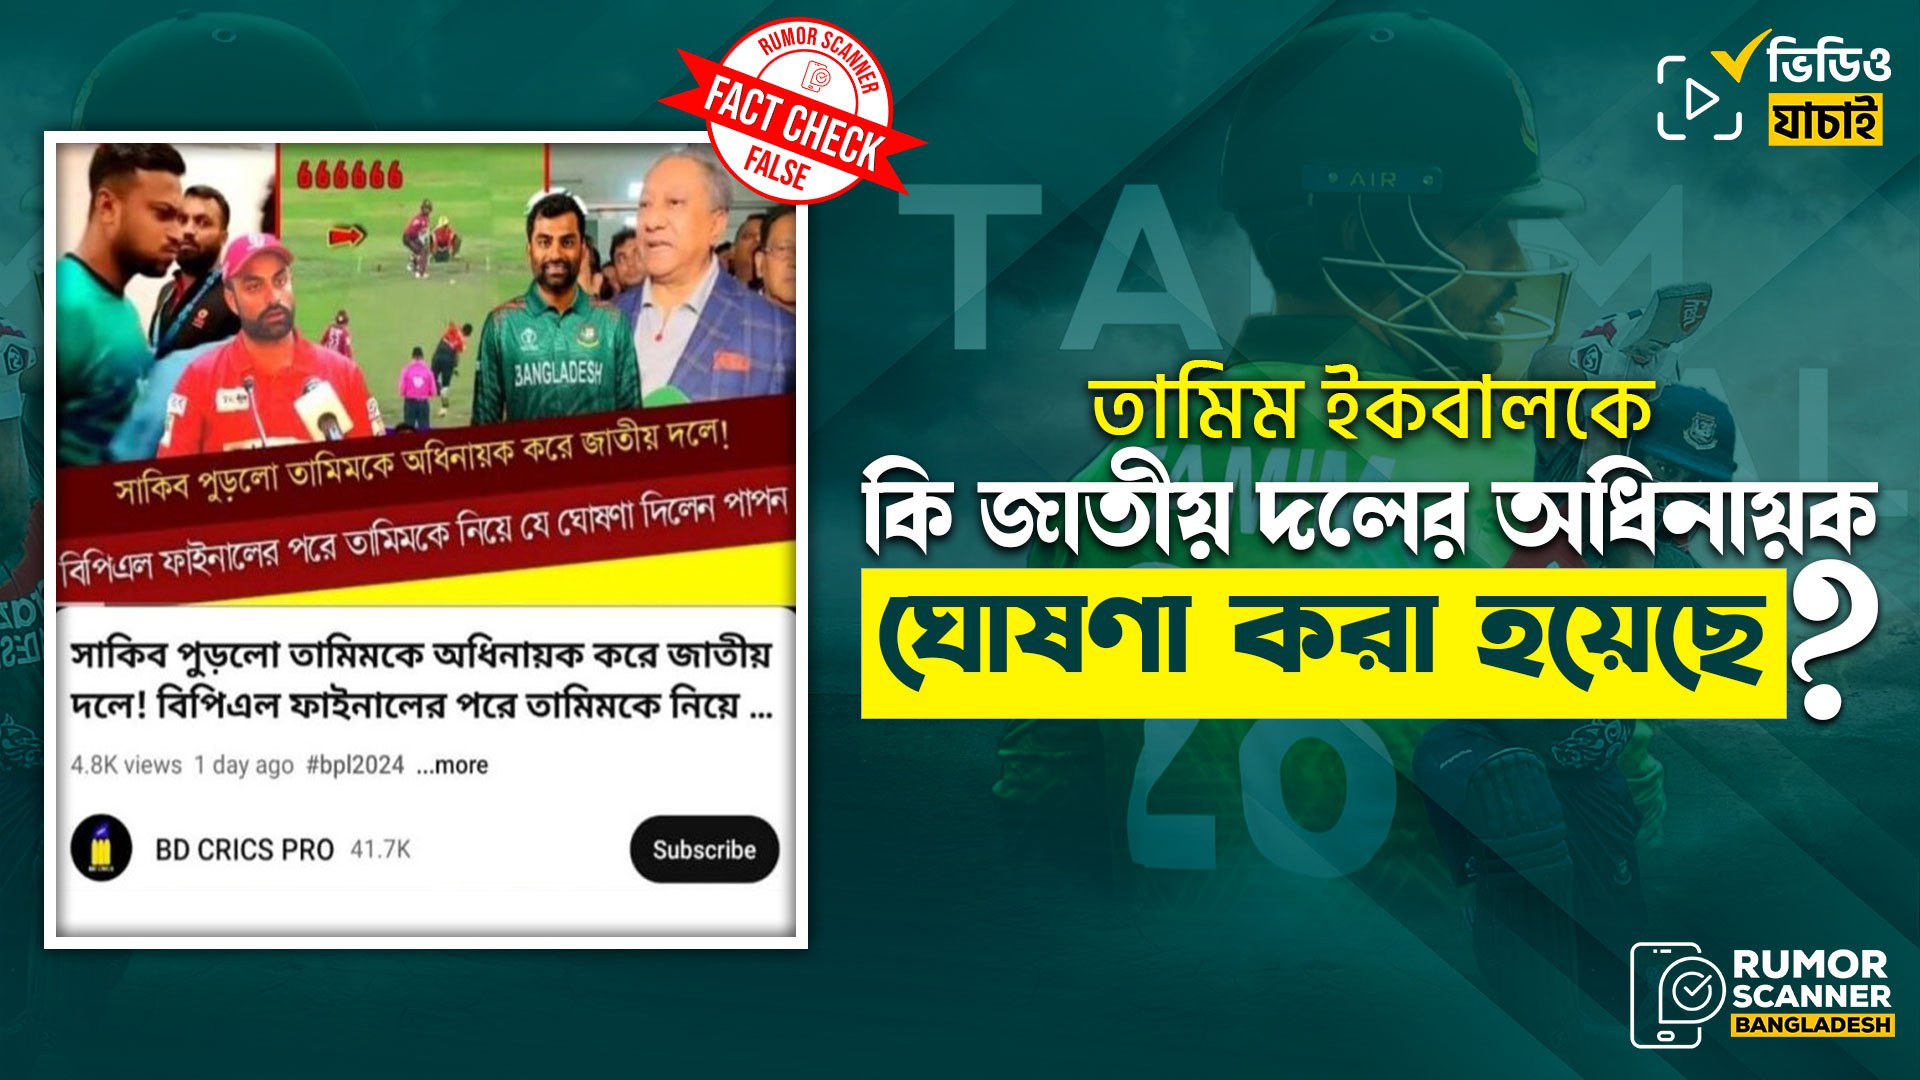 RUMOR SCANNER
FACT CHECK
FALSE
ভিডিও
যাচাই
666666
BANGLADESH
সাকিব পুড়লো তামিমকে অধিনায়ক করে জাতীয় দলে!
বিপিএল ফাইনালের পরে তামিমকে নিয়ে যে ঘোষণা দিলেন পাপন
সাকিব পুড়লো তামিমকে অধিনায়ক করে জাতীয়
দলে! বিপিএল ফাইনালের পরে তামিমকে নিয়ে ...
4.8K views 1 day ago #bpl2024 ...more
BD CRICS PRO 41.7K
Subscribe
AIR
তামিম ইকবালকে
TAMIM
কি জাতীয় দলের অধিনায়ক
ঘোষণা করা হয়েছে?
RUMOR
SCANNER
BANGLADESH